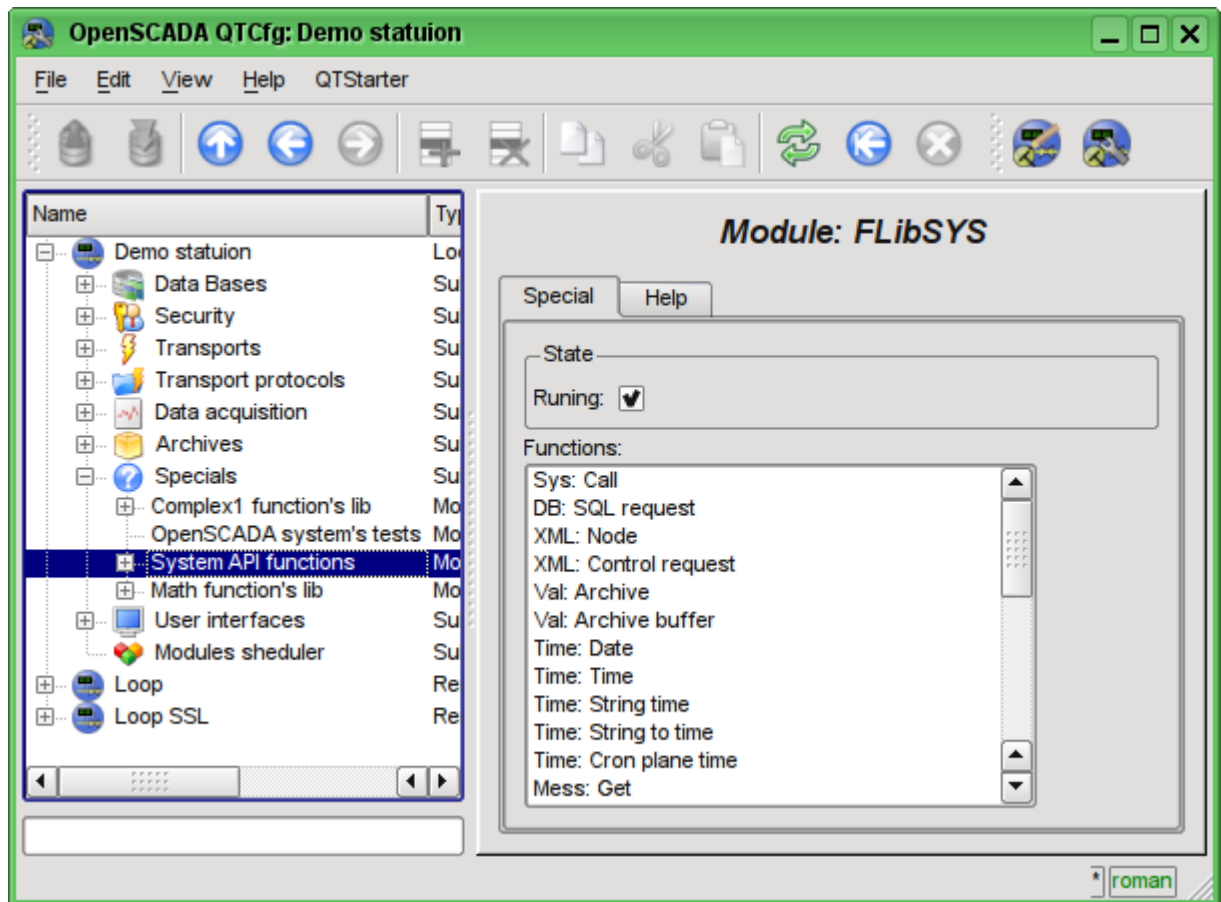 OpenSCADA QTCfg: Demo statuion
File Edit View Help QTStarter
Name Typ
Demo statuion Loc
Data Bases Su
Security Su
Transports Su
Transport protocols Su
Data acquisition Su
Archives Su
Specials Su
Complex1 function's lib Mo
OpenSCADA system's tests Mo
System API functions Mo
Math function's lib Mo
User interfaces Su
Modules sheduler Su
Loop Re
Loop SSL Re
Module: FLibSYS
Special Help
State
Runing:
Functions:
Sys: Call
DB: SQL request
XML: Node
XML: Control request
Val: Archive
Val: Archive buffer
Time: Date
Time: Time
Time: String time
Time: String to time
Time: Cron plane time
Mess: Get
* roman